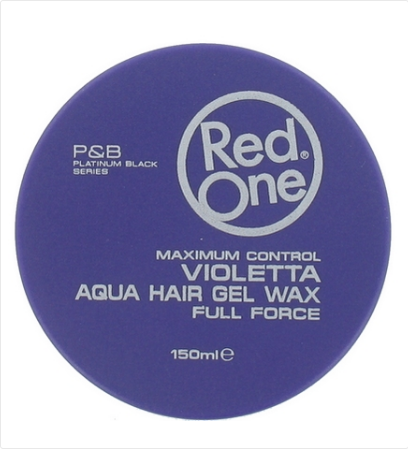 Red®
One
P&B
PLATINUM BLACK
SERIES
MAXIMUM CONTROL
VIOLETTA
AQUA HAIR GEL WAX
FULL FORCE
150ml℮